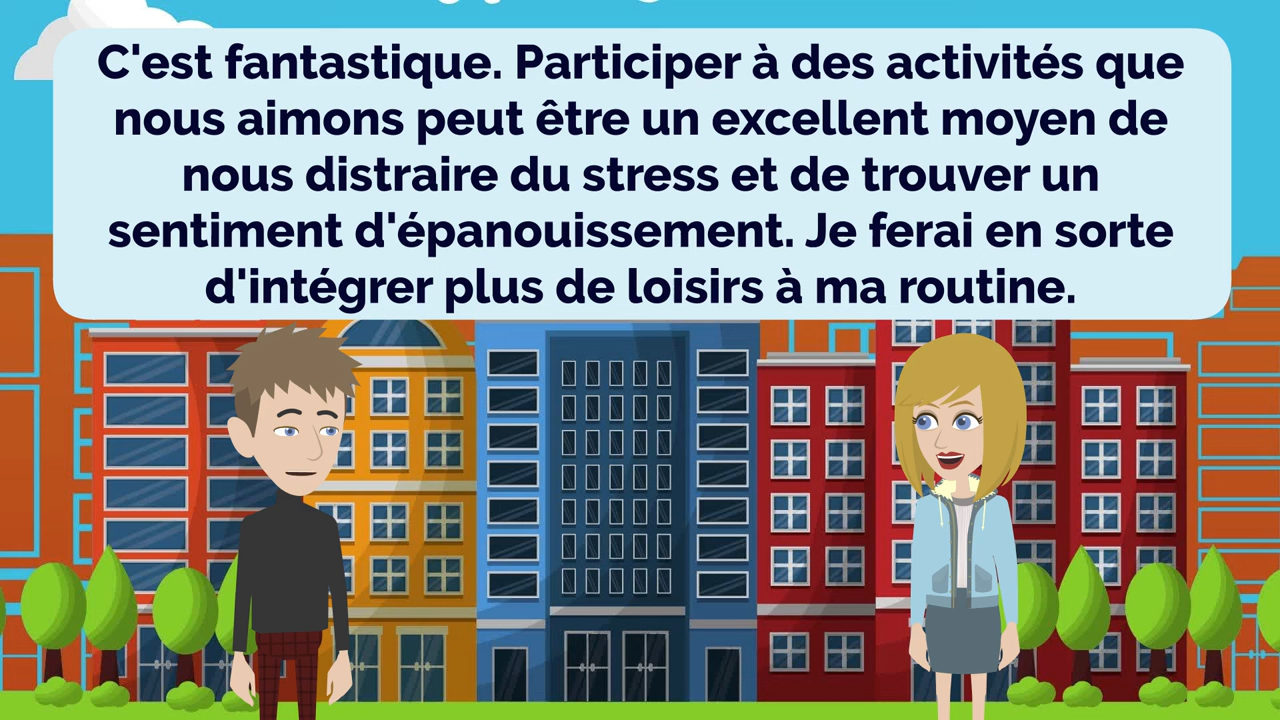 C'est fantastique. Participer à des activités que
nous aimons peut être un excellent moyen de
nous distraire du stress et de trouver un
sentiment d'épanouissement. Je ferai en sorte
d'intégrer plus de loisirs à ma routine.